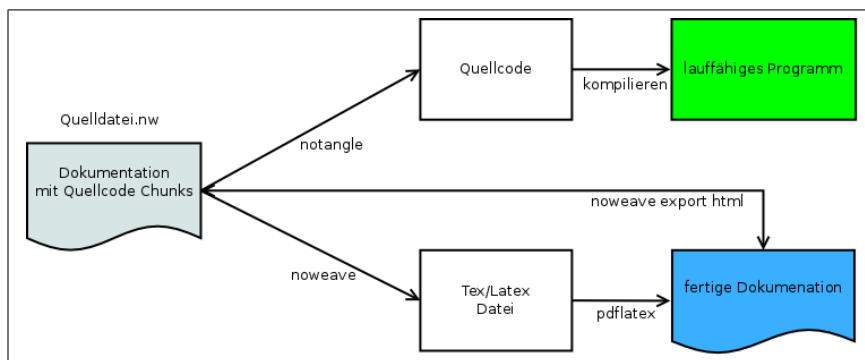 Quellcode
lauffähiges Programm
kompilieren
Quelldatei.nw
notangle
Dokumentation
mit Quellcode Chunks
noweave export html
noweave
Tex/Latex
Datei
pdflatex
fertige Dokumenation